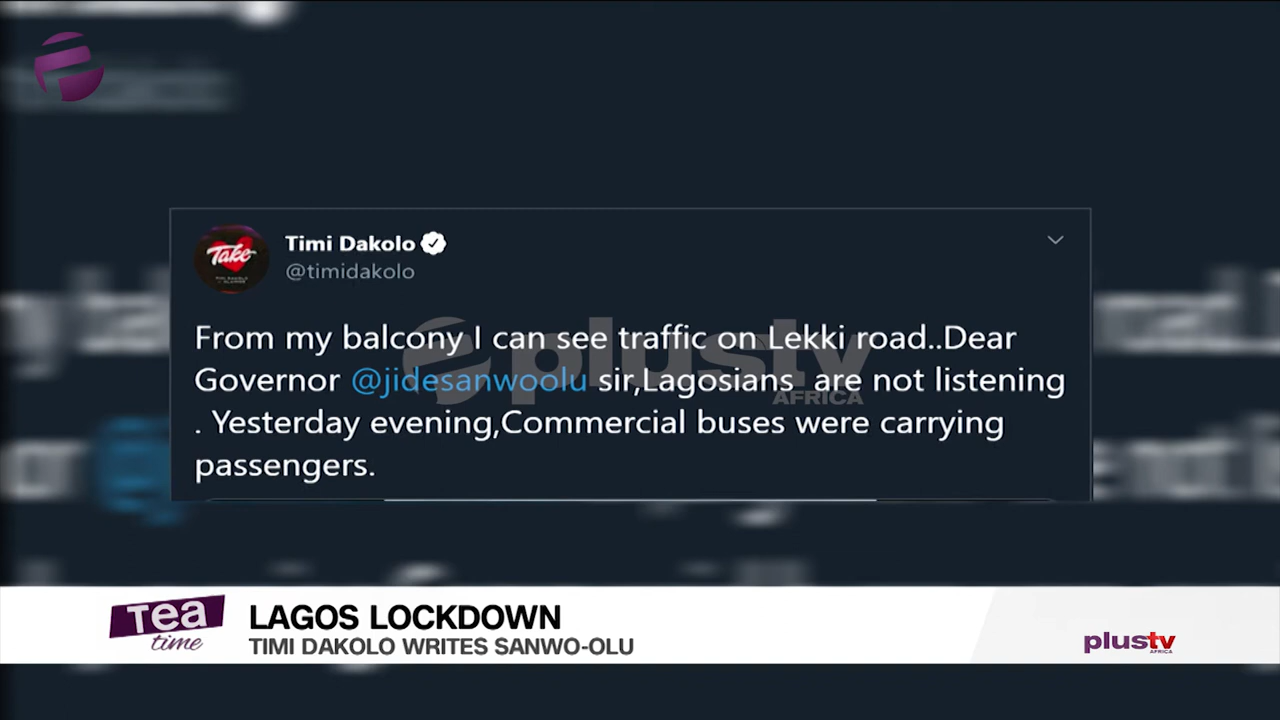 Take
Timi Dakolo
@timidakolo
From my balcony I can see traffic on Lekki road..Dear
Governor @jidesanwoolu sir,Lagosians  are not listening
. Yesterday evening,Commercial buses were carrying
passengers.
plustv
AFRICA
Tea
time
LAGOS LOCKDOWN
TIMI DAKOLO WRITES SANWO-OLU
plustv
AFRICA